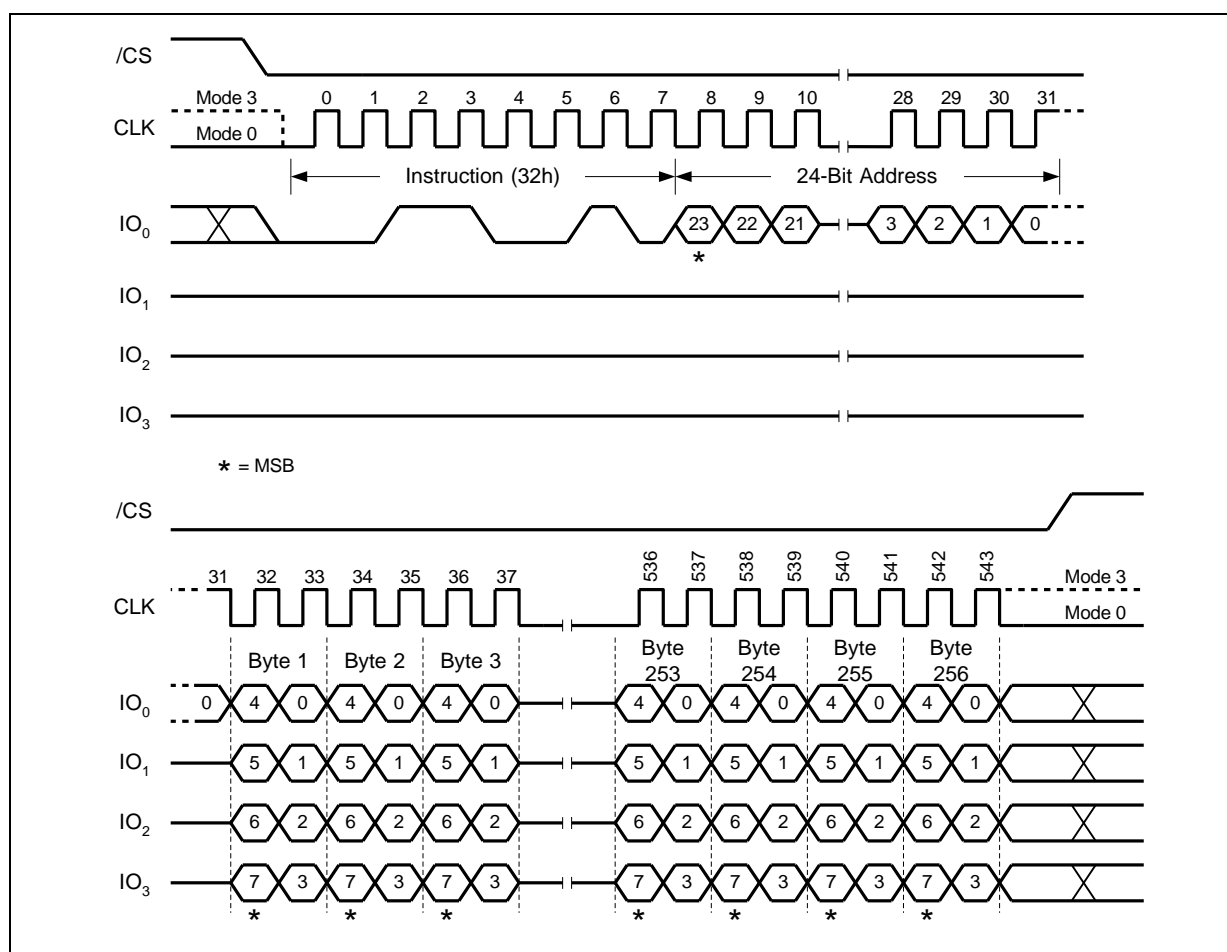 /CS
Mode 3 0 1 2 3 4 5 6 7 8 9 10 28 29 30 31
CLK
Mode 0
Instruction (32h) 24-Bit Address
IO0 23 22 21 3 2 1 0
*
IO1
IO2
IO3
* = MSB
/CS
31 32 33 34 35 36 37 536 537 538 539 540 541 542 543 Mode 3
CLK Mode 0
Byte 1 Byte 2 Byte 3 Byte 253 Byte 254 Byte 255 Byte 256
IO0 0 4 0 4 0 4 0 4 0 4 0 4 0 4 0
IO1 5 1 5 1 5 1 5 1 5 1 5 1 5 1
IO2 6 2 6 2 6 2 6 2 6 2 6 2 6 2
IO3 7 3 7 3 7 3 7 3 7 3 7 3 7 3
* * * * * * *